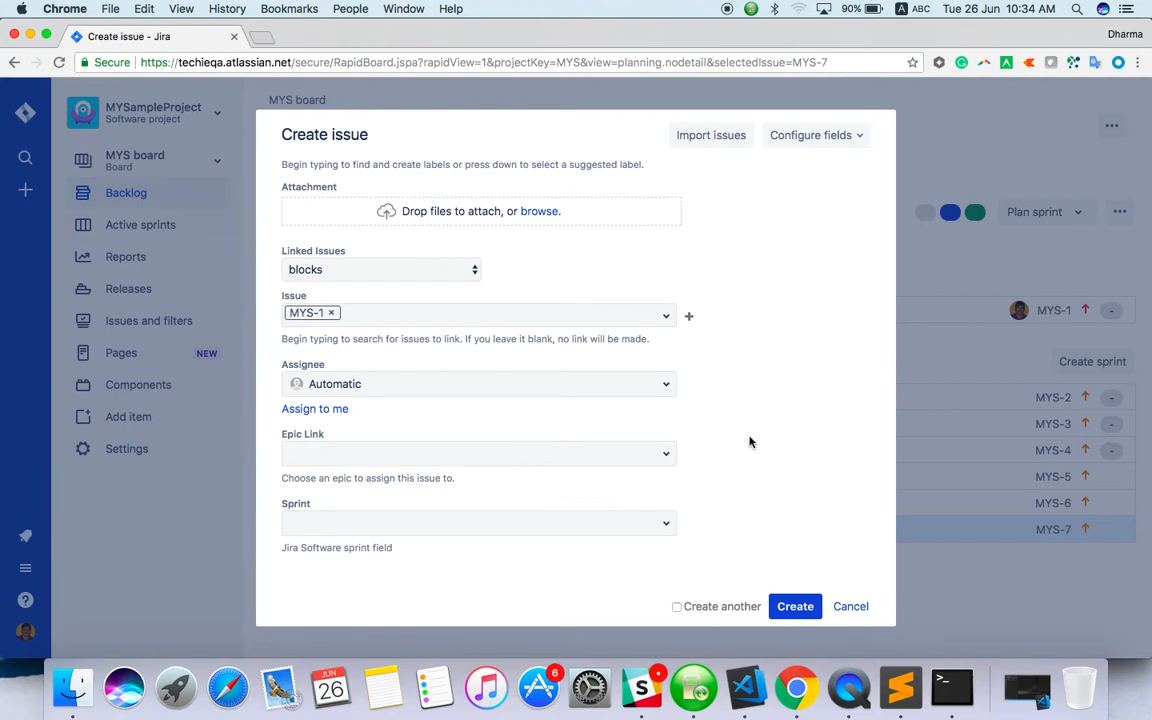 Chrome File Edit View History Bookmarks People Window Help 90% A ABC Tue 26 Jun 10:34 AM
Create issue - Jira
Dharma
Secure https://techieqa.atlassian.net/secure/RapidBoard.jspa?rapidView=1&projectKey=MYS&view=planning.nodetail&selectedIssue=MYS-7
MYSampleProject
Software project
MYS board
Board
Backlog
Active sprints
Reports
Releases
Issues and filters
Pages NEW
Components
Add item
Settings
MYS board
Create issue
Import issues
Configure fields
Begin typing to find and create labels or press down to select a suggested label.
Attachment
Drop files to attach, or browse.
Linked Issues
blocks
Issue
MYS-1 ×
Begin typing to search for issues to link. If you leave it blank, no link will be made.
Assignee
Automatic
Assign to me
Epic Link
Choose an epic to assign this issue to.
Sprint
Jira Software sprint field
Create another
Create
Cancel
Plan sprint
MYS-1 -
Create sprint
MYS-2 -
MYS-3 -
MYS-4 -
MYS-5
MYS-6
MYS-7
JUN
26
6
>_